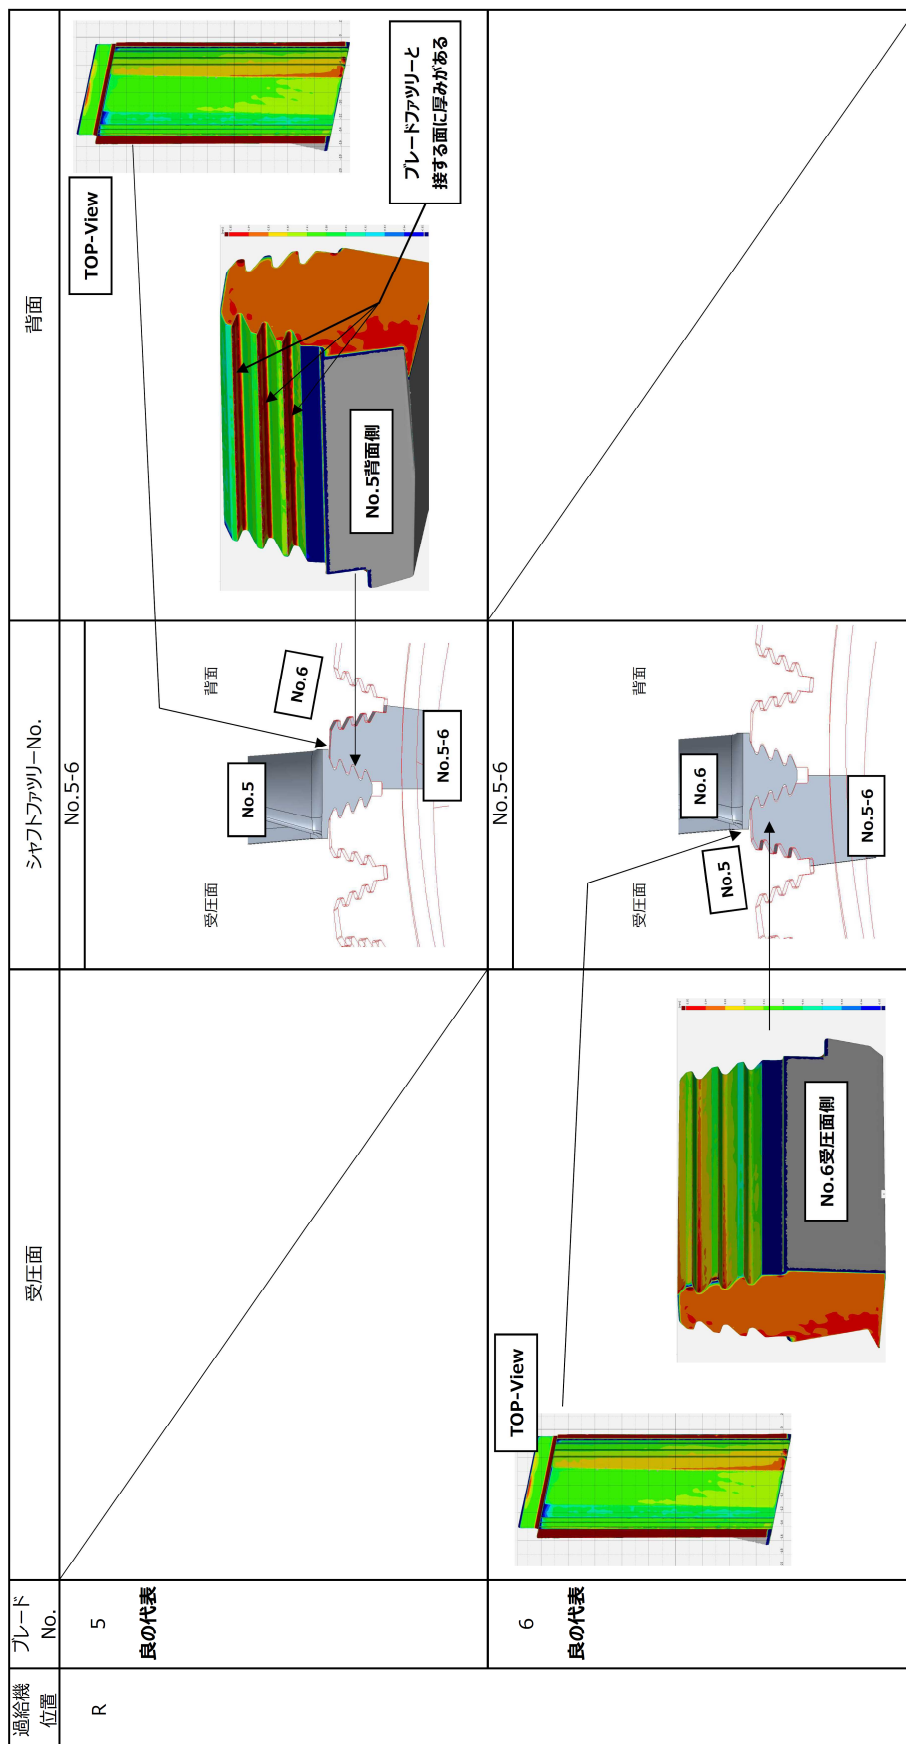 過給機
位置
ブレード
No.
受圧面
シャフトファツリーNo.
背面
R
5
良の代表
No.5-6
受圧面
背面
No.5
No.6
No.5-6
TOP-View
No.5背面側
ブレードファツリーと
接する面に厚みがある
6
良の代表
TOP-View
No.6受圧面側
No.5-6
受圧面
背面
No.5
No.6
No.5-6